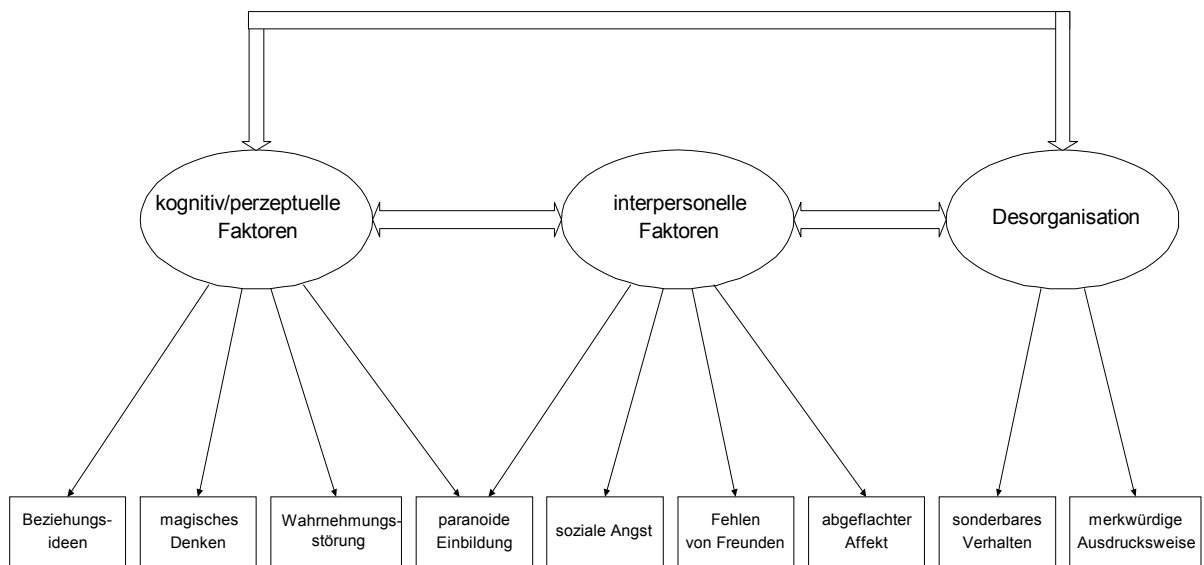 kognitiv/perzeptuelle
Faktoren
interpersonelle
Faktoren
Desorganisation
Beziehungs-
ideen
magisches
Denken
Wahrnehmungs-
störung
paranoide
Einbildung
soziale Angst
Fehlen
von Freunden
abgeflachter
Affekt
sonderbares
Verhalten
merkwürdige
Ausdrucksweise